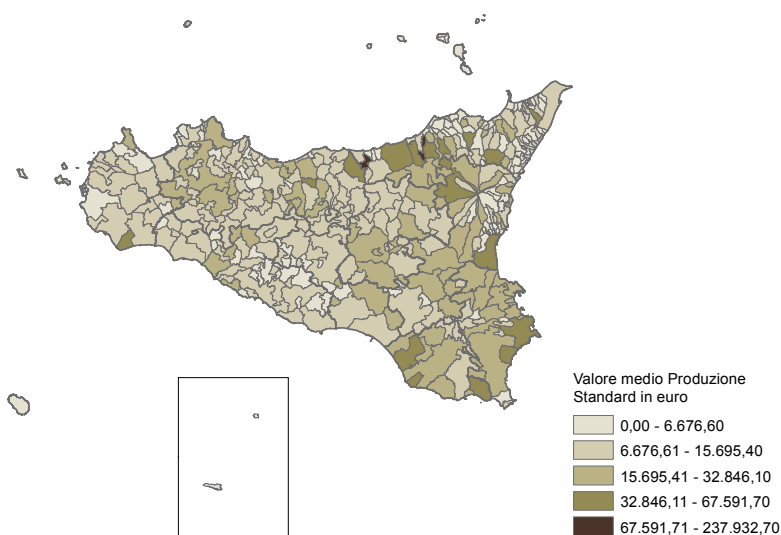 Valore medio Produzione
Standard in euro
0,00 - 6.676,60
6.676,61 - 15.695,40
15.695,41 - 32.846,10
32.846,11 - 67.591,70
67.591,71 - 237.932,70